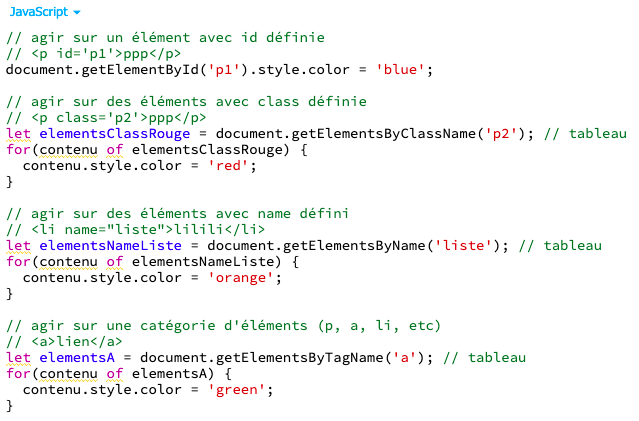 JavaScript
// agir sur un élément avec id définie
// <p id='p1'>ppp</p>
document.getElementById('p1').style.color = 'blue';
// agir sur des éléments avec class définie
// <p class='p2'>ppp</p>
let elementsClassRouge = document.getElementsByClassName('p2'); // tableau
for(contenu of elementsClassRouge) {
  contenu.style.color = 'red';
}
// agir sur des éléments avec name défini
// <li name="liste">lilili</li>
let elementsNameListe = document.getElementsByName('liste'); // tableau
for(contenu of elementsNameListe) {
  contenu.style.color = 'orange';
}
// agir sur une catégorie d'éléments (p, a, li, etc)
// <a>lien</a>
let elementsA = document.getElementsByTagName('a'); // tableau
for(contenu of elementsA) {
  contenu.style.color = 'green';
}